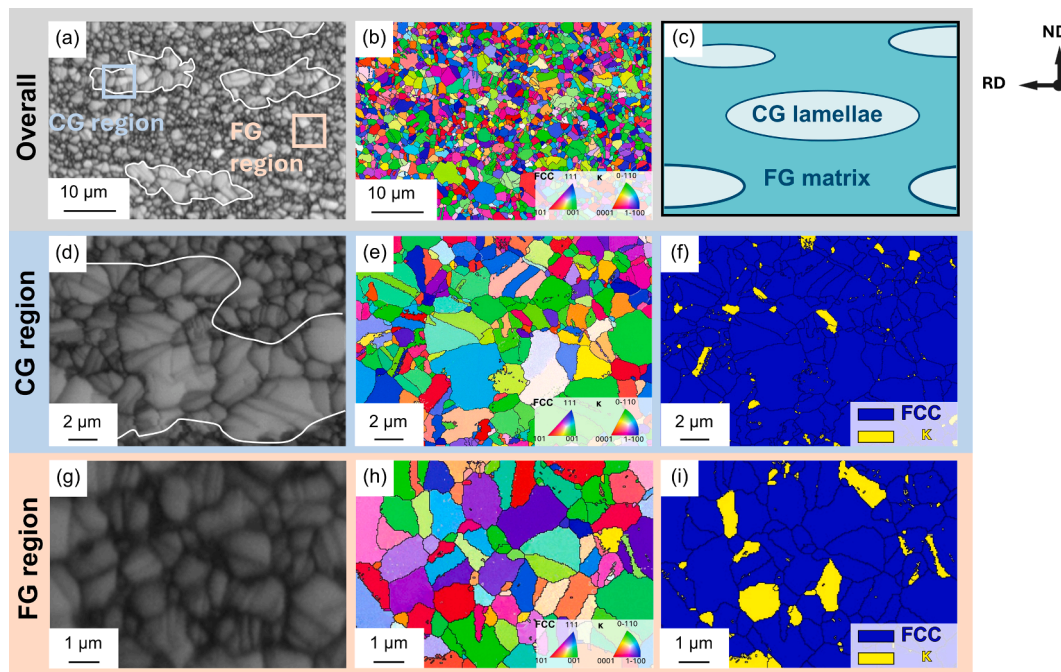 Overall
(a)
CG region
FG
region
10 µm
(b)
10 µm
FCC 111 κ 0-110
101 001 0001 1-100
(c)
CG lamellae
FG matrix
ND
RD
CG region
(d)
2 µm
(e)
2 µm
FCC 111 κ 0-110
101 001 0001 1-100
(f)
2 µm
FCC
κ
FG region
(g)
1 µm
(h)
1 µm
FCC 111 κ 0-110
101 001 0001 1-100
(i)
1 µm
FCC
κ